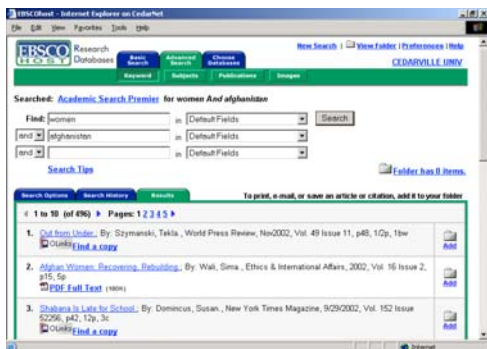 EBSCOhost - Internet Explorer on CedarNet
File Edit View Favorites Tools Help
New Search | View Folder | Preferences | Help
EBSCO HOST Research Databases
Basic Search Advanced Search Choose Databases
CEDARVILLE UNIV
Keyword Subjects Publications Images
Searched: Academic Search Premier for women And afghanistan
Find: women in Default Fields Search
and afghanistan in Default Fields
and in Default Fields
Search Tips Folder has 0 items.
Search Options Search History Results To print, e-mail, or save an article or citation, add it to your folder
1 to 10 (of 496) Pages: 1 2 3 4 5
1. Out from Under.; By: Szymanski, Tekla., World Press Review, Nov2002, Vol. 49 Issue 11, p48, 1/2p, 1bw
OLinks Find a copy
Add
2. Afghan Women: Recovering, Rebuilding.; By: Wali, Sima., Ethics & International Affairs, 2002, Vol. 16 Issue 2,
p15, 5p
PDF Full Text (180K)
Add
3. Shabana Is Late for School.; By: Dominus, Susan., New York Times Magazine, 9/29/2002, Vol. 152 Issue
52256, p42, 12p, 3c
OLinks Find a copy
Add
Internet